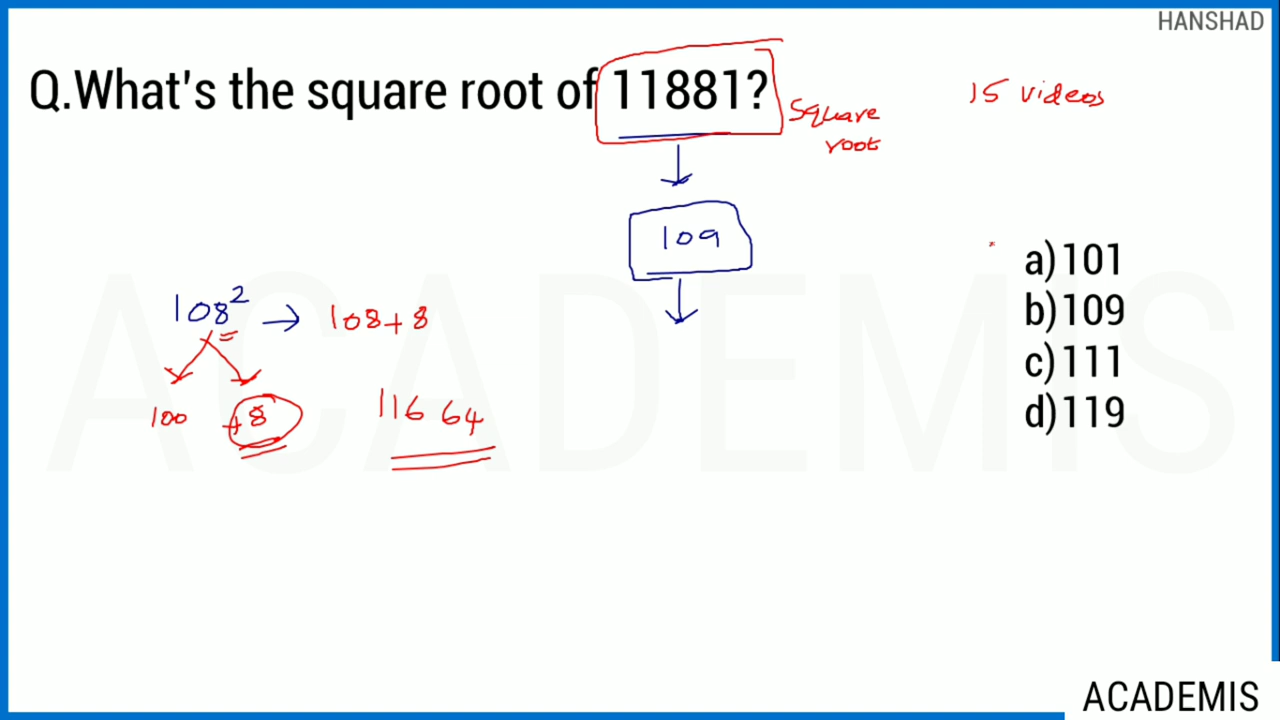 HANSHAD
Q.What's the square root of 11881?
15 videos
square
root
109
a)101
b)109
c)111
d)119
108² → 108+8
100 +8
11664
ACADEMIS
ACADEMIS